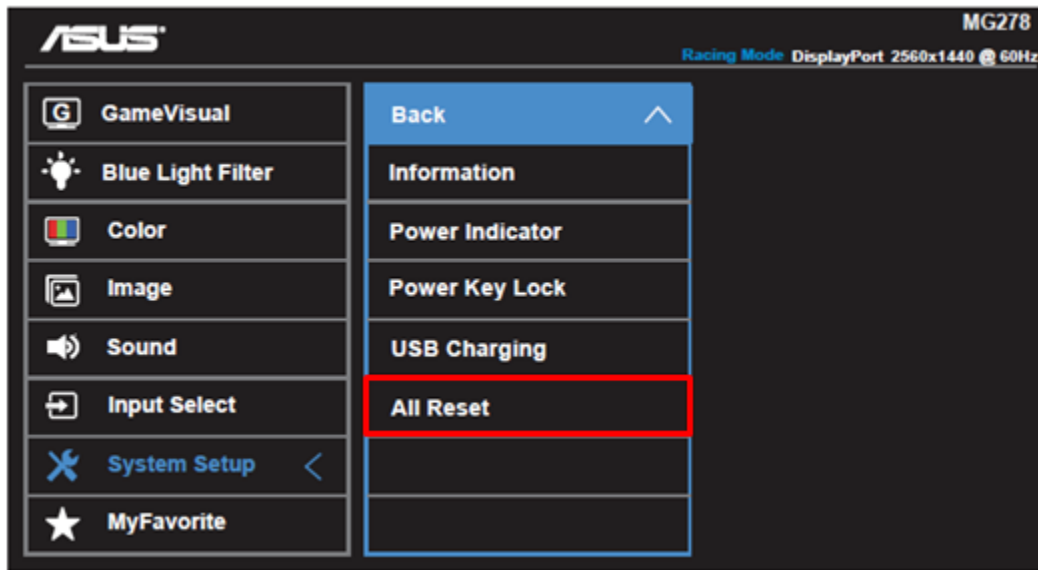 ASUS
MG278
Racing Mode DisplayPort 2560x1440 @ 60Hz
GameVisual
Blue Light Filter
Color
Image
Sound
Input Select
System Setup
MyFavorite
Back
Information
Power Indicator
Power Key Lock
USB Charging
All Reset